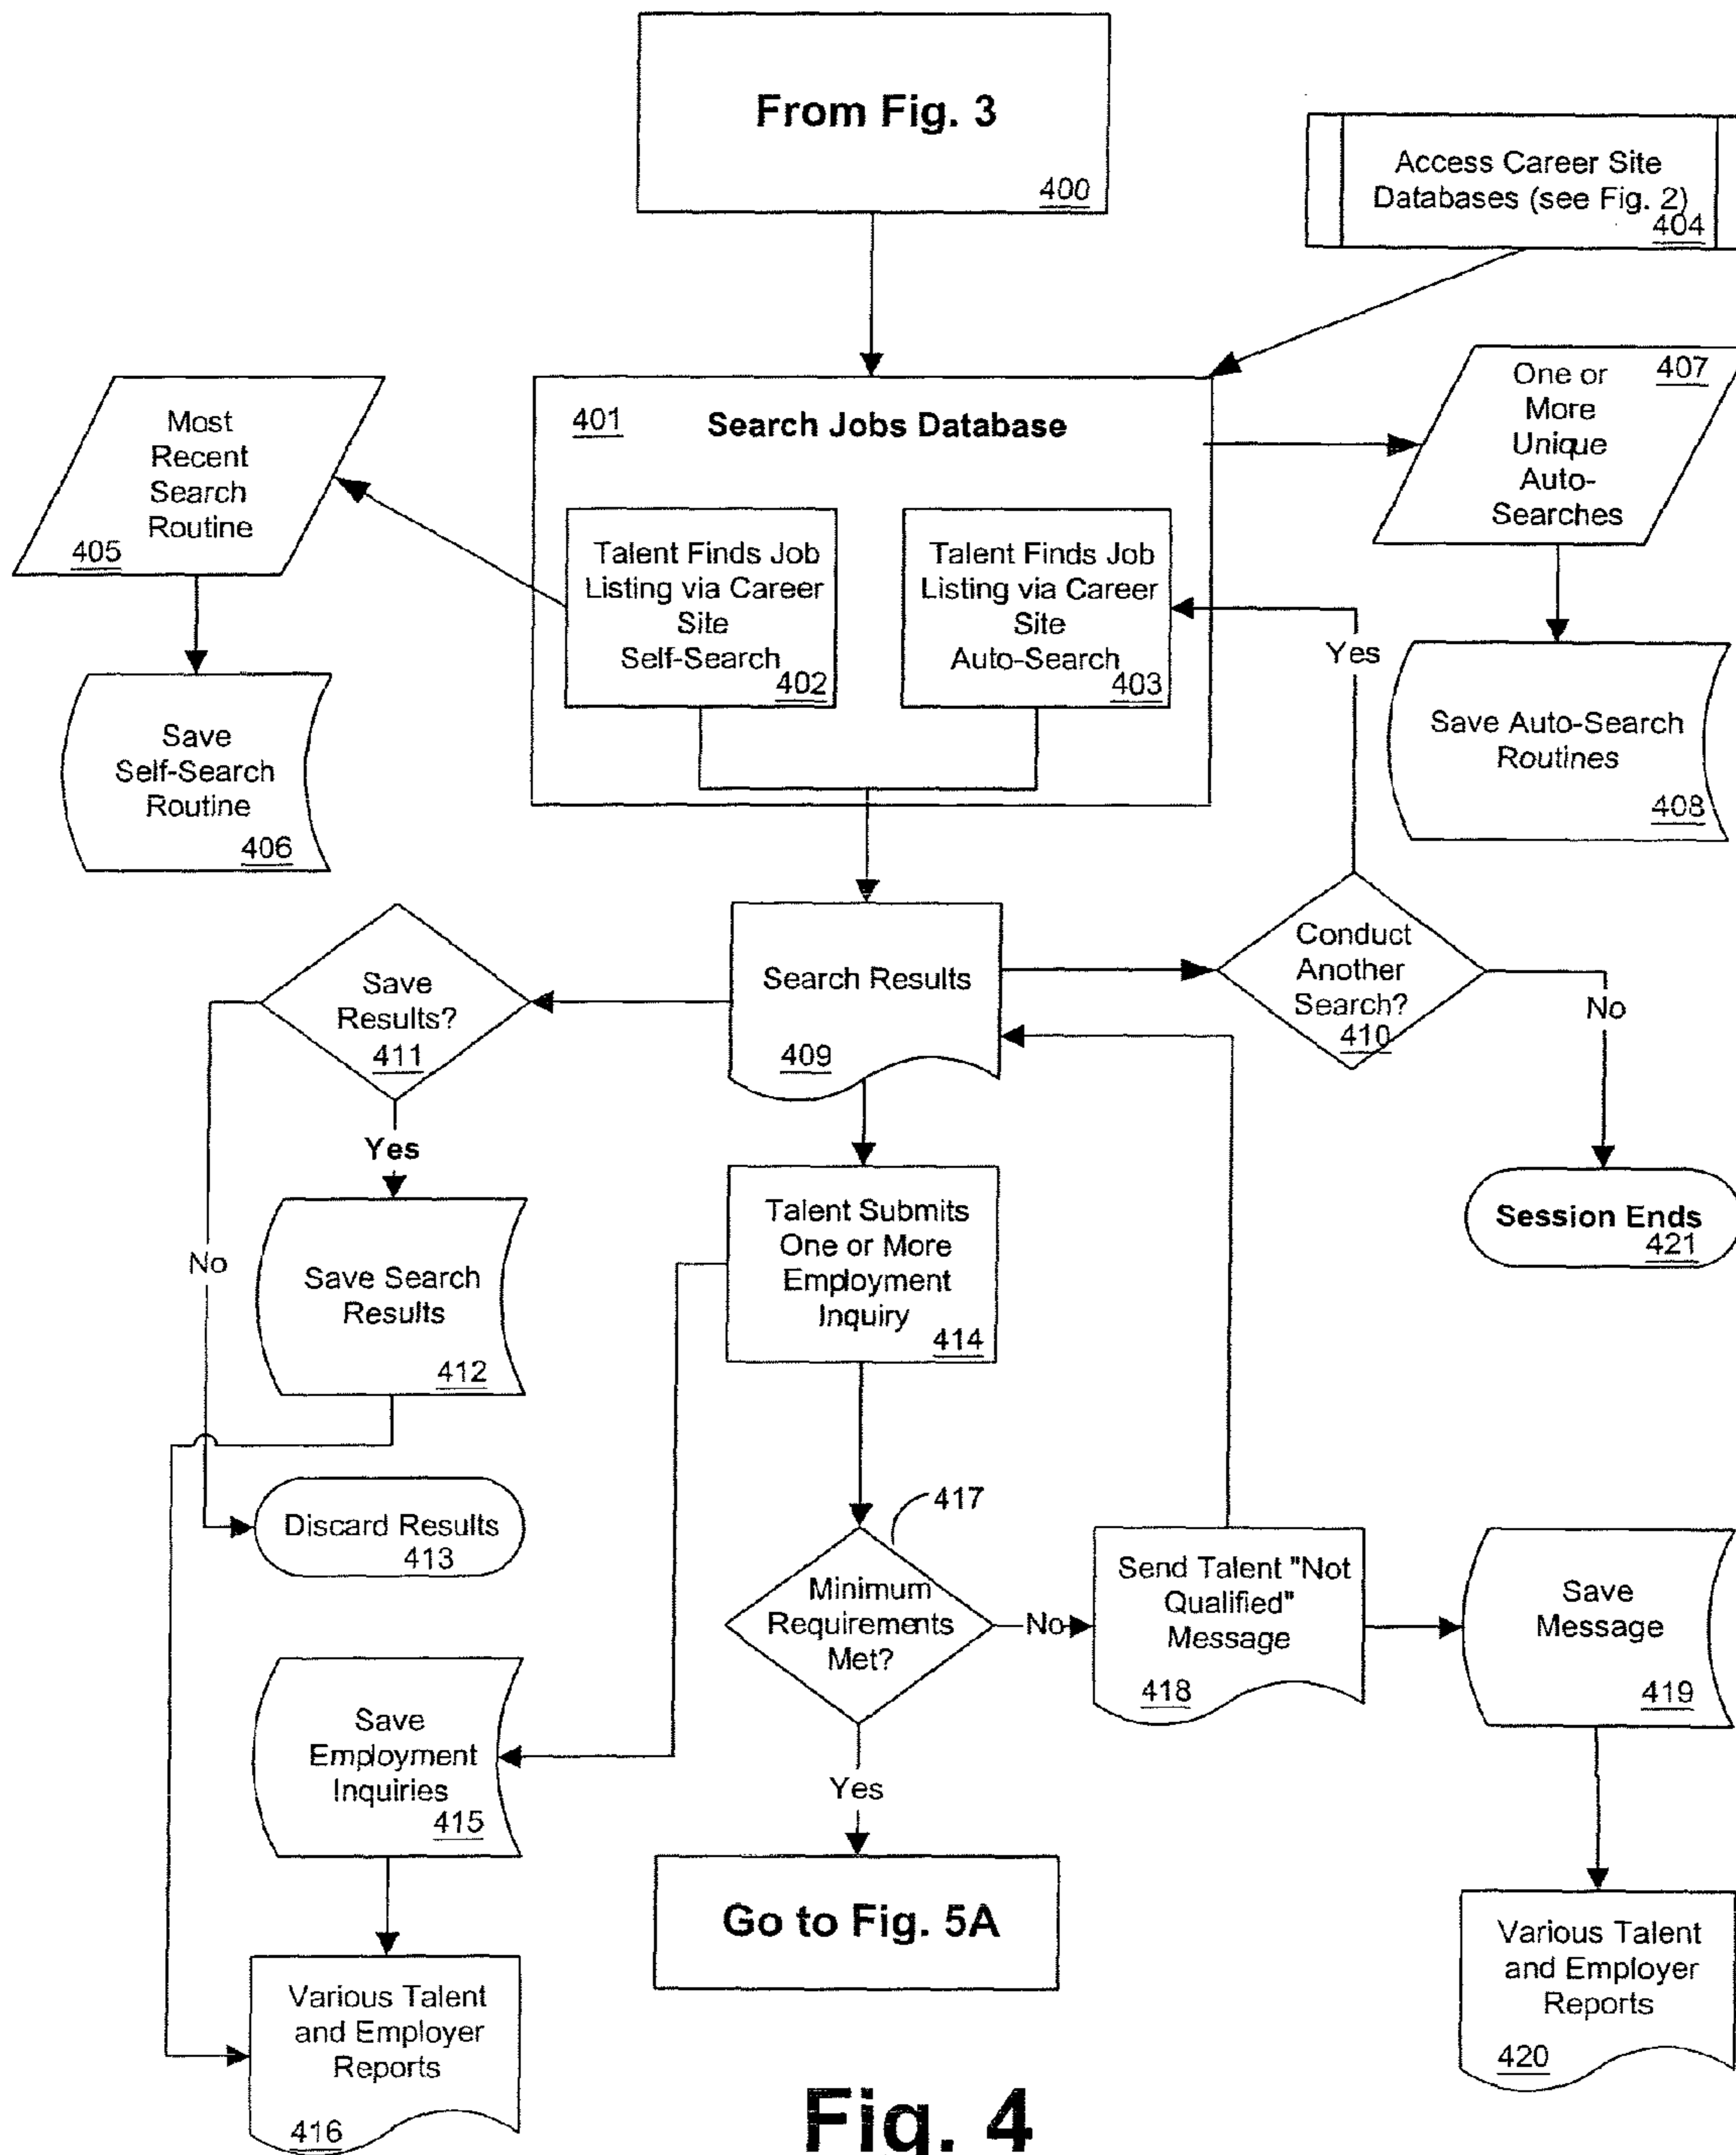 From Fig. 3
400
Access Career Site
Databases (see Fig. 2)
404
401
Search Jobs Database
Most
Recent
Search
Routine
405
407
One or
More
Unique
Auto-
Searches
Talent Finds Job
Listing via Career
Site
Self-Search
402
Talent Finds Job
Listing via Career
Site
Auto-Search
403
Yes
Save
Self-Search
Routine
406
Save Auto-Search
Routines
408
Save
Results?
411
Search Results
409
Conduct
Another
Search?
410
No
Yes
No
Save Search
Results
412
Talent Submits
One or More
Employment
Inquiry
414
Session Ends
421
Discard Results
413
417
Minimum
Requirements
Met?
No
Send Talent "Not
Qualified"
Message
418
Save
Message
419
Save
Employment
Inquiries
415
Yes
Go to Fig. 5A
Various Talent
and Employer
Reports
416
Various Talent
and Employer
Reports
420
Fig. 4